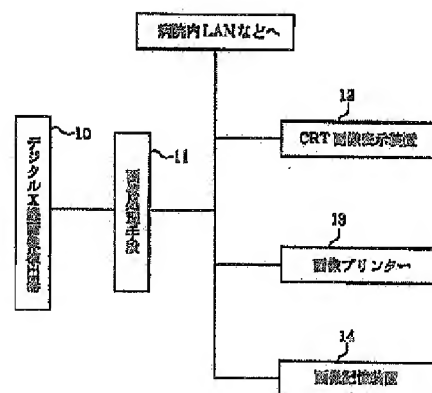 病院内LANなどへ
10
デジタルX線画像検出器
11
画像処理手段
12
CRT画像表示装置
13
画像プリンター
14
画像記憶装置